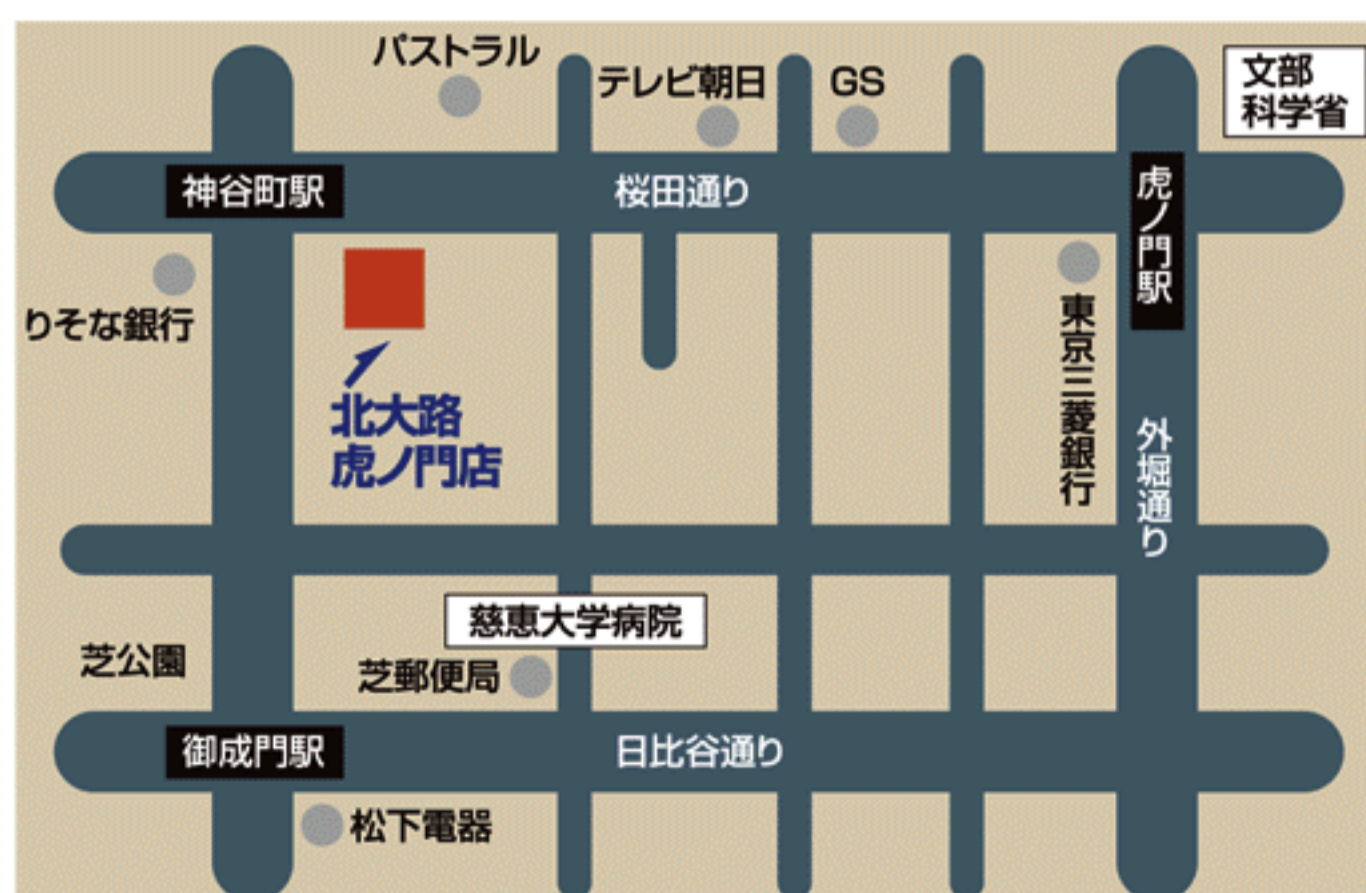 パストラル
テレビ朝日
GS
文部
科学省
神谷町駅
桜田通り
虎ノ門駅
りそな銀行
東京三菱銀行
北大路
虎ノ門店
外堀通り
慈恵大学病院
芝公園
芝郵便局
御成門駅
日比谷通り
松下電器